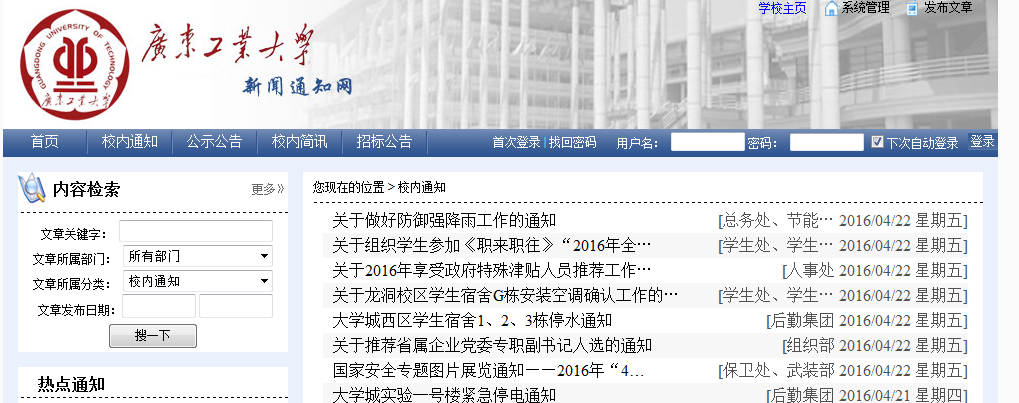 学校主页 系统管理 发布文章
GUANGDONG UNIVERSITY OF TECHNOLOGY
廣東工業大學
廣東工業大學
新闻通知网
首页 校内通知 公示公告 校内简讯 招标公告 首次登录 | 找回密码 用户名： 密码： 下次自动登录 登录
内容检索 更多》
文章关键字：
文章所属部门： 所有部门
文章所属分类： 校内通知
文章发布日期：
搜一下
热点通知
您现在的位置 > 校内通知
关于做好防御强降雨工作的通知 [总务处、节能… 2016/04/22 星期五]
关于组织学生参加《职来职往》“2016年全… [学生处、学生… 2016/04/22 星期五]
关于2016年享受政府特殊津贴人员推荐工作… [人事处 2016/04/22 星期五]
关于龙洞校区学生宿舍G栋安装空调确认工作的… [学生处、学生… 2016/04/22 星期五]
大学城西区学生宿舍1、2、3栋停水通知 [后勤集团 2016/04/22 星期五]
关于推荐省属企业党委专职副书记人选的通知 [组织部 2016/04/22 星期五]
国家安全专题图片展览通知——2016年“4… [保卫处、武装部 2016/04/22 星期五]
大学城实验一号楼紧急停电通知 [后勤集团 2016/04/21 星期四]